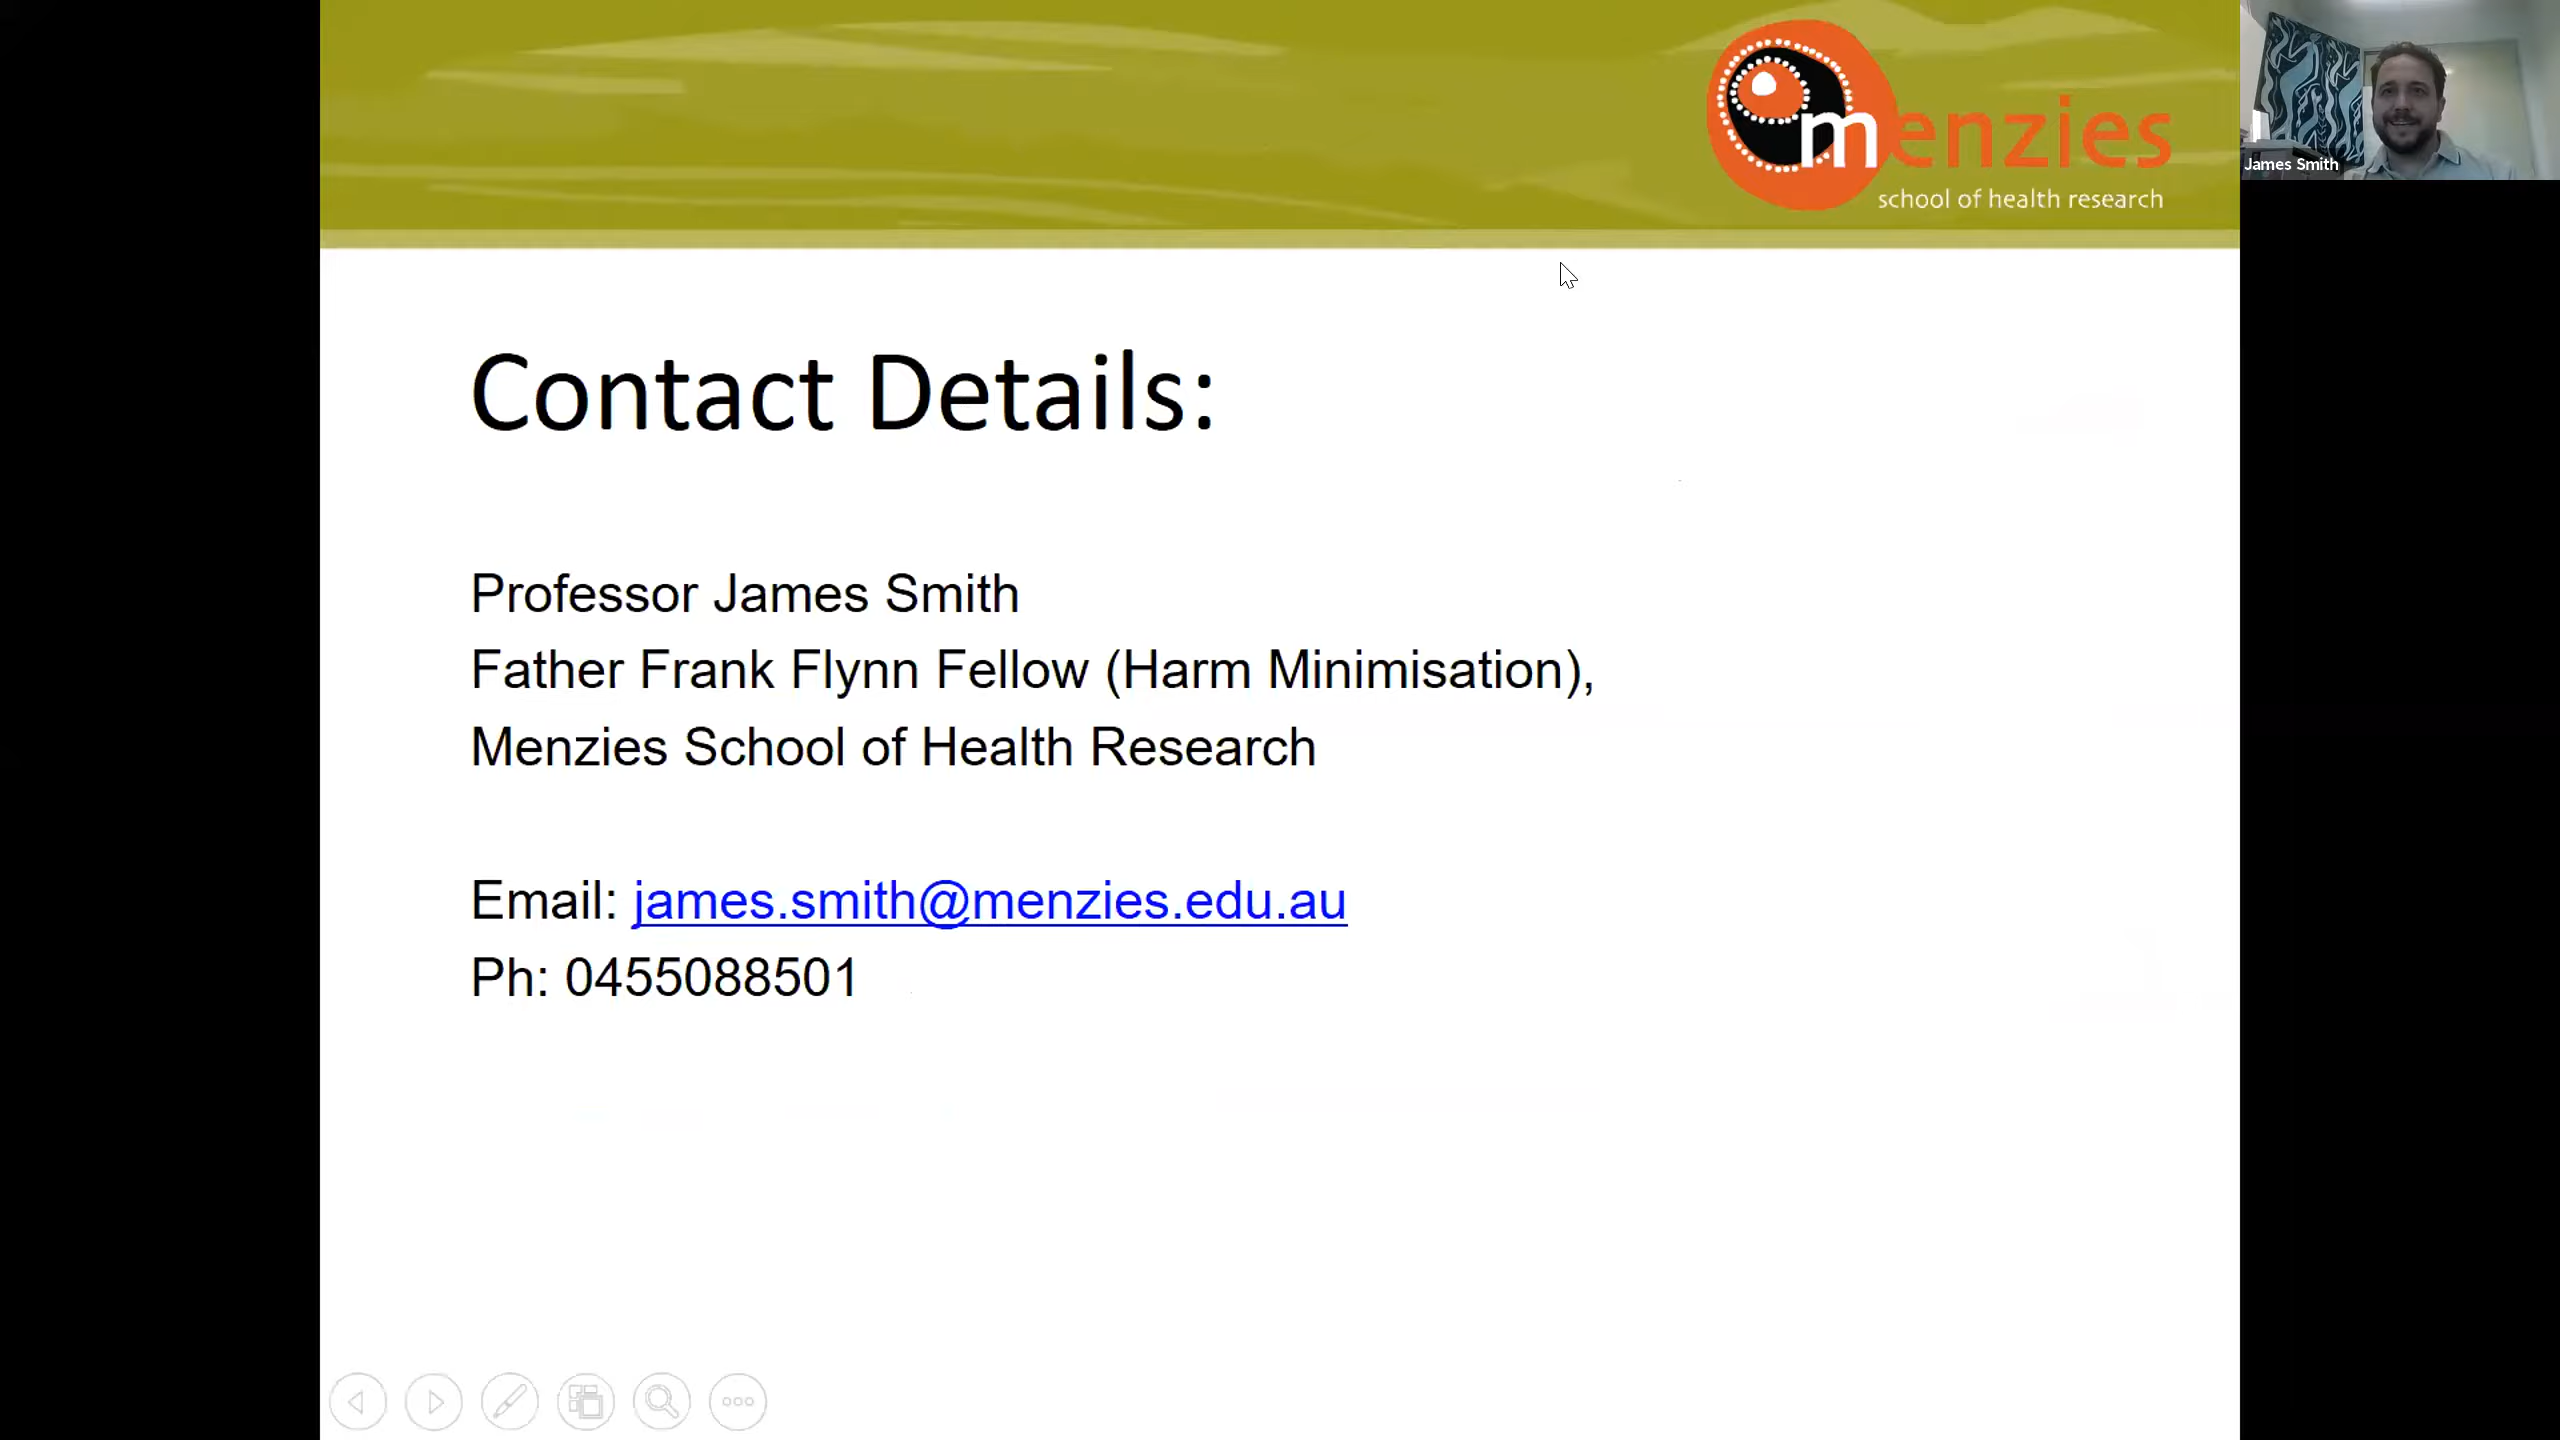 menzies
school of health research
James Smith
Contact Details:
Professor James Smith
Father Frank Flynn Fellow (Harm Minimisation),
Menzies School of Health Research
Email: james.smith@menzies.edu.au
Ph: 0455088501